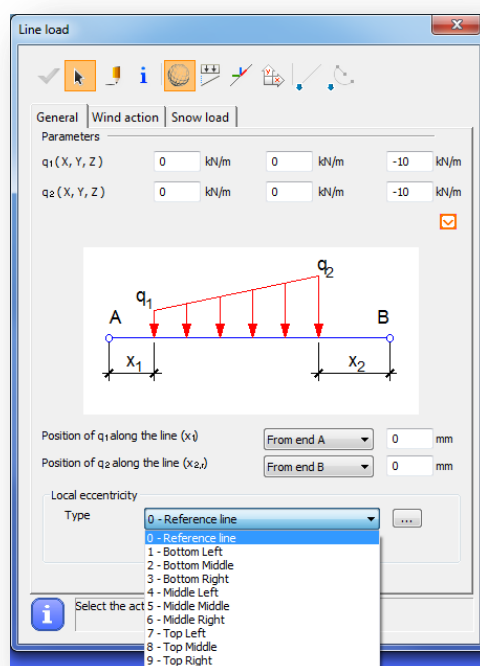 Line load
General Wind action Snow load
Parameters
q1 (X, Y, Z) 0 kN/m 0 kN/m -10 kN/m
q2 (X, Y, Z) 0 kN/m 0 kN/m -10 kN/m
q2
q1
A B
x1 x2
Position of q1 along the line (x1) From end A 0 mm
Position of q2 along the line (x2,r) From end B 0 mm
Local eccentricity
Type 0 - Reference line ...
0 - Reference line
1 - Bottom Left
2 - Bottom Middle
3 - Bottom Right
4 - Middle Left
Select the act 5 - Middle Middle
6 - Middle Right
7 - Top Left
8 - Top Middle
9 - Top Right